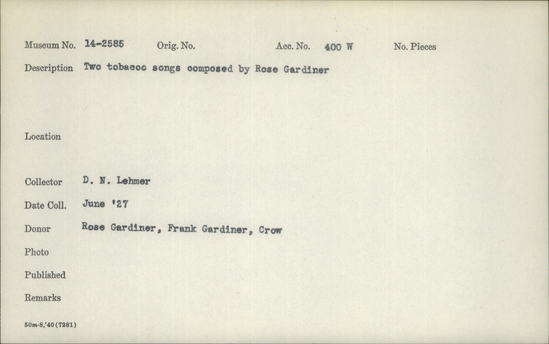 Museum No. 14-2585 Orig. No. Acc. No. 400 W No. Pieces
Description Two tobacco songs composed by Rose Gardiner
Location
Collector D. N. Lehmer
Date Coll. June '27
Donor Rose Gardiner, Frank Gardiner, Crow
Photo
Published
Remarks
50m-8,'40(7281)